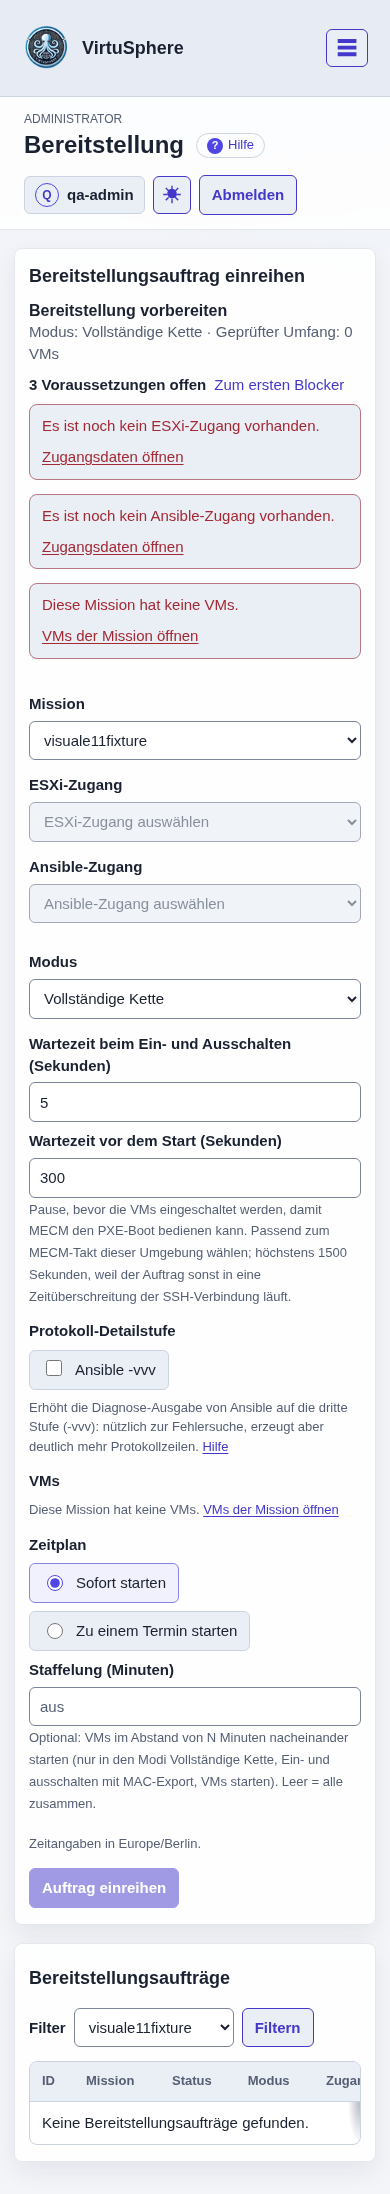 VirtuSphere
ADMINISTRATOR
Bereitstellung
? Hilfe
Q qa-admin
Abmelden
Bereitstellungsauftrag einreihen
Bereitstellung vorbereiten
Modus: Vollständige Kette · Geprüfter Umfang: 0
VMs
3 Voraussetzungen offen Zum ersten Blocker
Es ist noch kein ESXi-Zugang vorhanden.
Zugangsdaten öffnen
Es ist noch kein Ansible-Zugang vorhanden.
Zugangsdaten öffnen
Diese Mission hat keine VMs.
VMs der Mission öffnen
Mission
visuale11fixture
ESXi-Zugang
ESXi-Zugang auswählen
Ansible-Zugang
Ansible-Zugang auswählen
Modus
Vollständige Kette
Wartezeit beim Ein- und Ausschalten
(Sekunden)
5
Wartezeit vor dem Start (Sekunden)
300
Pause, bevor die VMs eingeschaltet werden, damit
MECM den PXE-Boot bedienen kann. Passend zum
MECM-Takt dieser Umgebung wählen; höchstens 1500
Sekunden, weil der Auftrag sonst in eine
Zeitüberschreitung der SSH-Verbindung läuft.
Protokoll-Detailstufe
Ansible -vvv
Erhöht die Diagnose-Ausgabe von Ansible auf die dritte
Stufe (-vvv): nützlich zur Fehlersuche, erzeugt aber
deutlich mehr Protokollzeilen. Hilfe
VMs
Diese Mission hat keine VMs. VMs der Mission öffnen
Zeitplan
Sofort starten
Zu einem Termin starten
Staffelung (Minuten)
aus
Optional: VMs im Abstand von N Minuten nacheinander
starten (nur in den Modi Vollständige Kette, Ein- und
ausschalten mit MAC-Export, VMs starten). Leer = alle
zusammen.
Zeitangaben in Europe/Berlin.
Auftrag einreihen
Bereitstellungsaufträge
Filter visuale11fixture Filtern
ID Mission Status Modus Zugan
Keine Bereitstellungsaufträge gefunden.